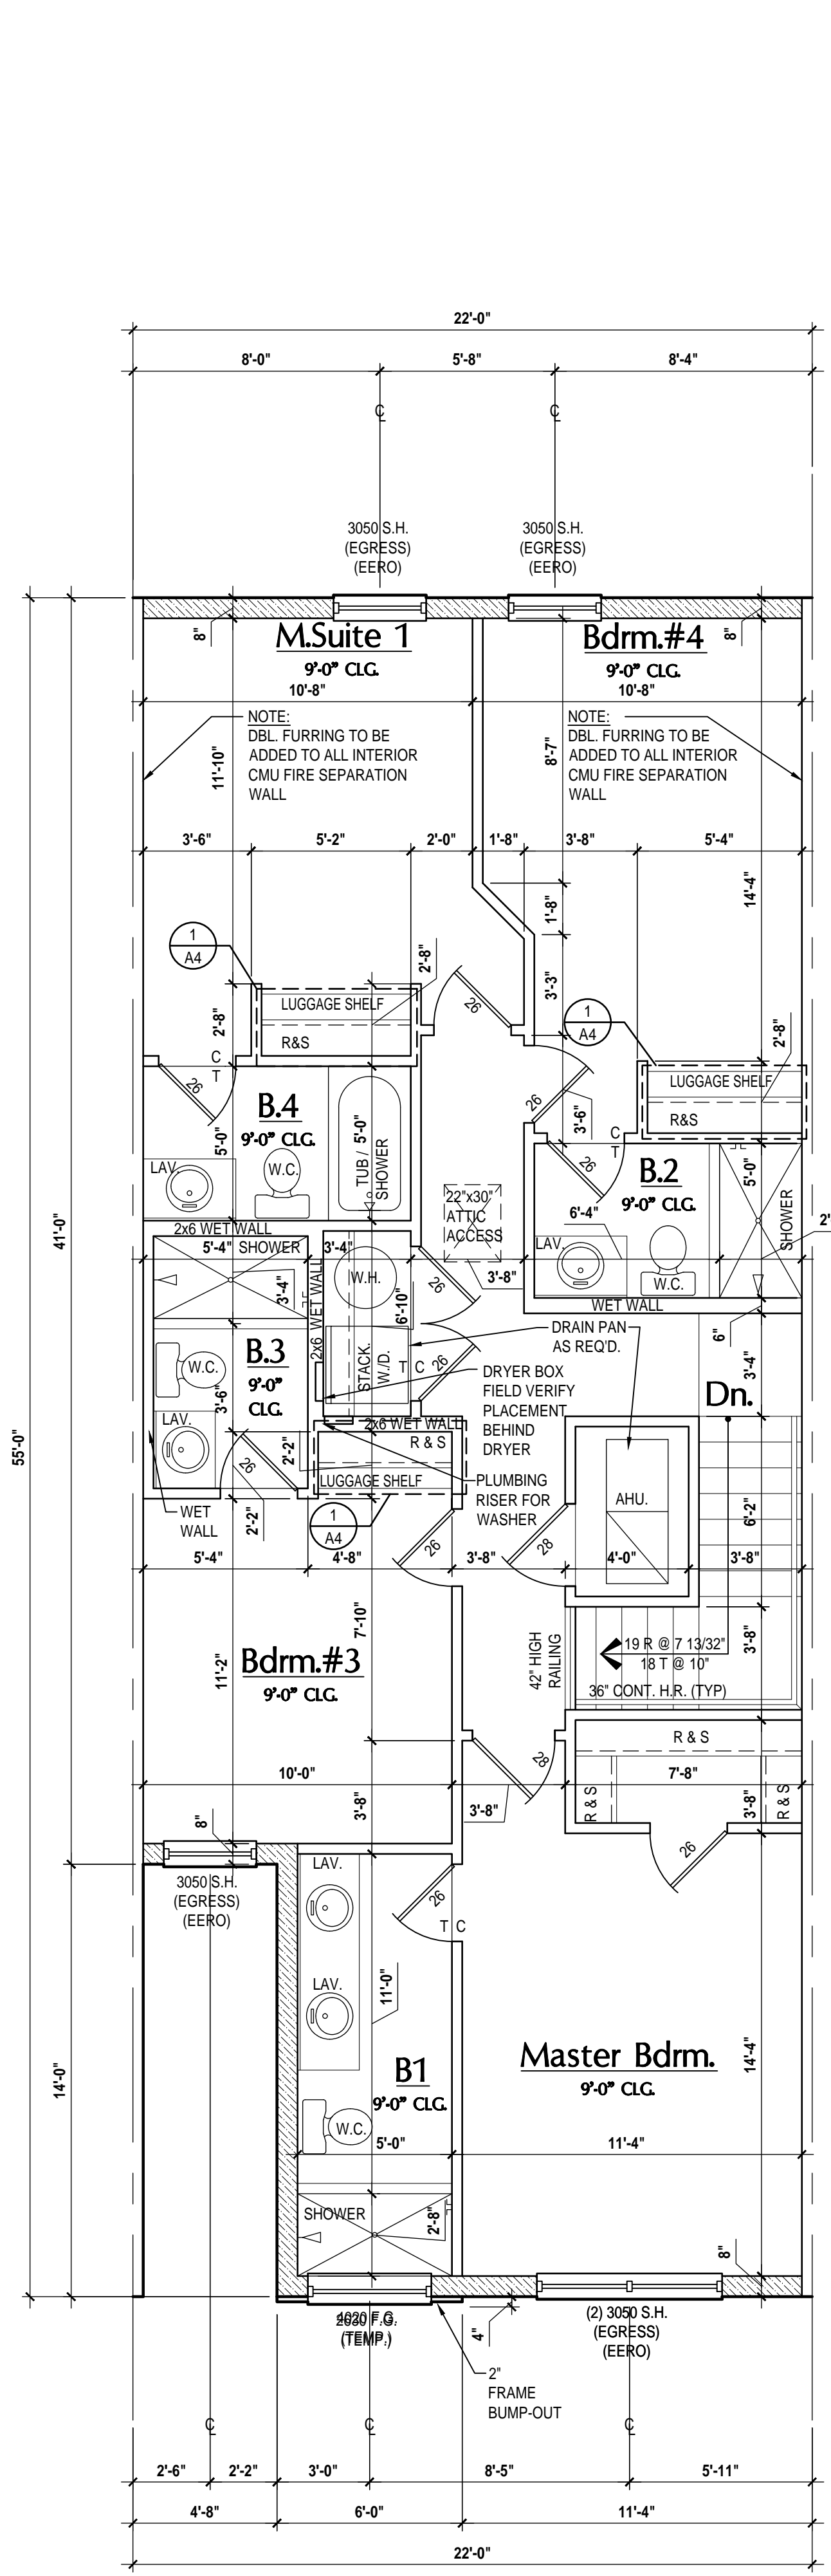 22'-0"
8'-0"
5'-8"
8'-4"
CL
CL
3050 S.H.
(EGRESS)
(EERO)
3050 S.H.
(EGRESS)
(EERO)
8"
M.Suite 1
9'-0" CLG.
10'-8"
Bdrm.#4
9'-0" CLG.
10'-8"
8"
NOTE:
DBL. FURRING TO BE
ADDED TO ALL INTERIOR
CMU FIRE SEPARATION
WALL
NOTE:
DBL. FURRING TO BE
ADDED TO ALL INTERIOR
CMU FIRE SEPARATION
WALL
11'-10"
8'-7"
3'-6"
5'-2"
2'-0"
1'-8"
3'-8"
5'-4"
14'-4"
1'-8"
1
A4
2'-8"
3'-3"
2'-8"
LUGGAGE SHELF
R&S
26
1
A4
2'-8"
C
T
26
LUGGAGE SHELF
R&S
26
3'-6"
B.4
9'-0" CLG.
5'-0"
LAV.
W.C.
TUB /
SHOWER
5'-0"
C
T
26
B.2
9'-0" CLG.
5'-0"
22"x30"
ATTIC
ACCESS
6'-4"
LAV.
W.C.
SHOWER
2'
2x6 WET WALL
5'-4"
SHOWER
3'-4"
3'-4"
2x6 WET WALL
W.H.
26
3'-8"
6'-10"
WET WALL
41'-0"
6"
3'-4"
DRAIN PAN
AS REQ'D.
B.3
9'-0"
CLG.
W.C.
3'-6"
LAV.
STACK.
W./D.
T
C
26
DRYER BOX
FIELD VERIFY
PLACEMENT
BEHIND
DRYER
Dn.
55'-0"
2x6 WET WALL
R & S
2'-2"
LUGGAGE SHELF
26
2'-2"
PLUMBING
RISER FOR
WASHER
AHU.
6'-2"
WET
WALL
1
A4
26
28
5'-4"
4'-8"
3'-8"
4'-0"
3'-8"
7'-10"
11'-2"
Bdrm.#3
9'-0" CLG.
42" HIGH
RAILING
19 R @ 7 13/32"
18 T @ 10"
3'-8"
36" CONT. H.R. (TYP)
R & S
28
10'-0"
3'-8"
7'-8"
R & S
R & S
3'-8"
8"
3'-8"
26
3050 S.H.
(EGRESS)
(EERO)
LAV.
26
T
C
LAV.
11'-0"
14'-0"
B1
9'-0" CLG.
W.C.
5'-0"
Master Bdrm.
9'-0" CLG.
14'-4"
11'-4"
SHOWER
2'-8"
8"
(TEMP.)
4"
(2) 3050 S.H.
(EGRESS)
(EERO)
2"
FRAME
BUMP-OUT
CL
CL
CL
2'-6"
2'-2"
3'-0"
8'-5"
5'-11"
4'-8"
6'-0"
11'-4"
22'-0"